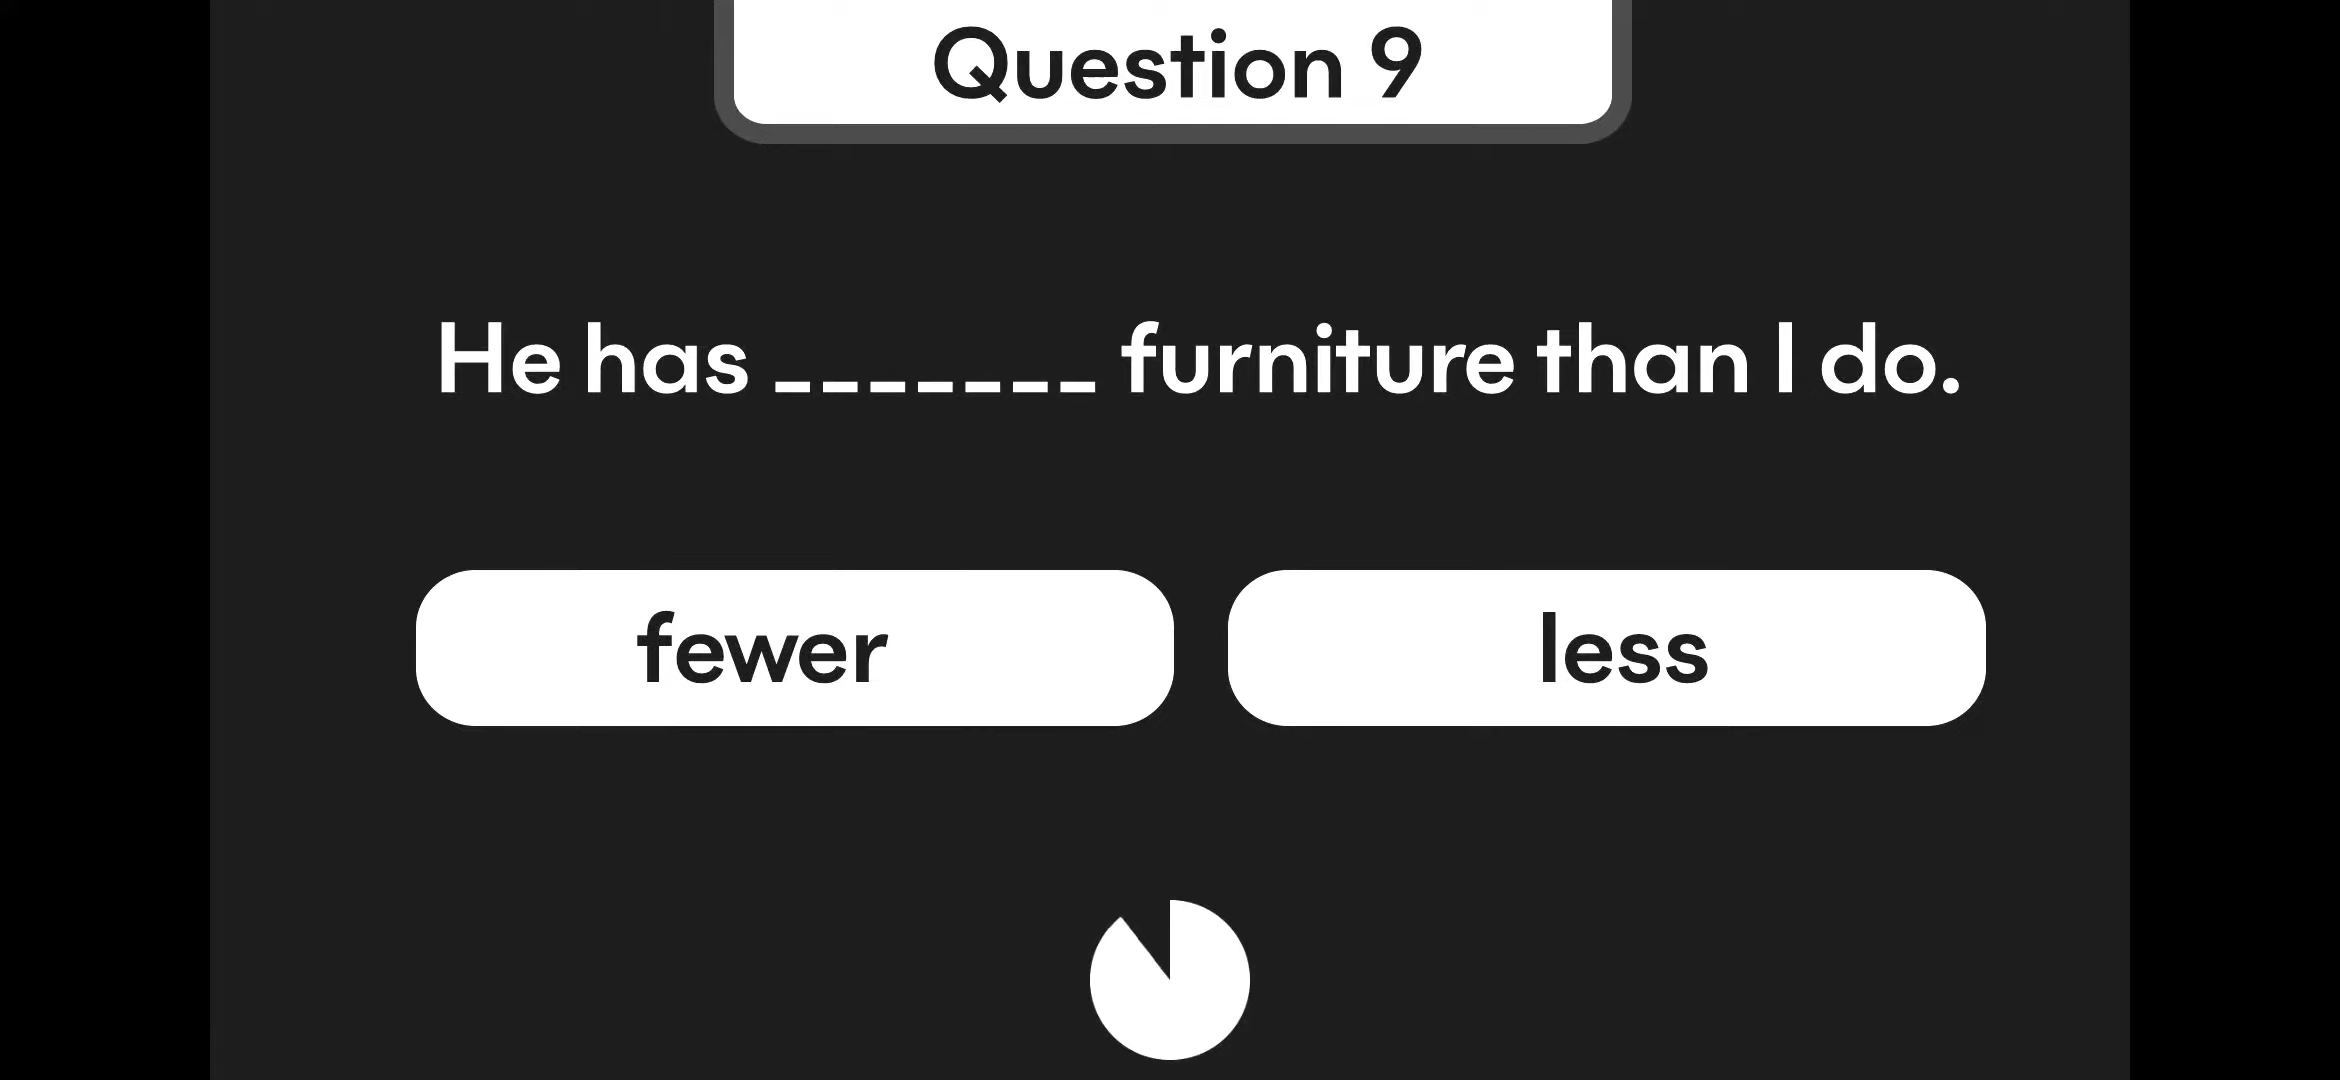 Question 9
He has _______ furniture than I do.
fewer
less